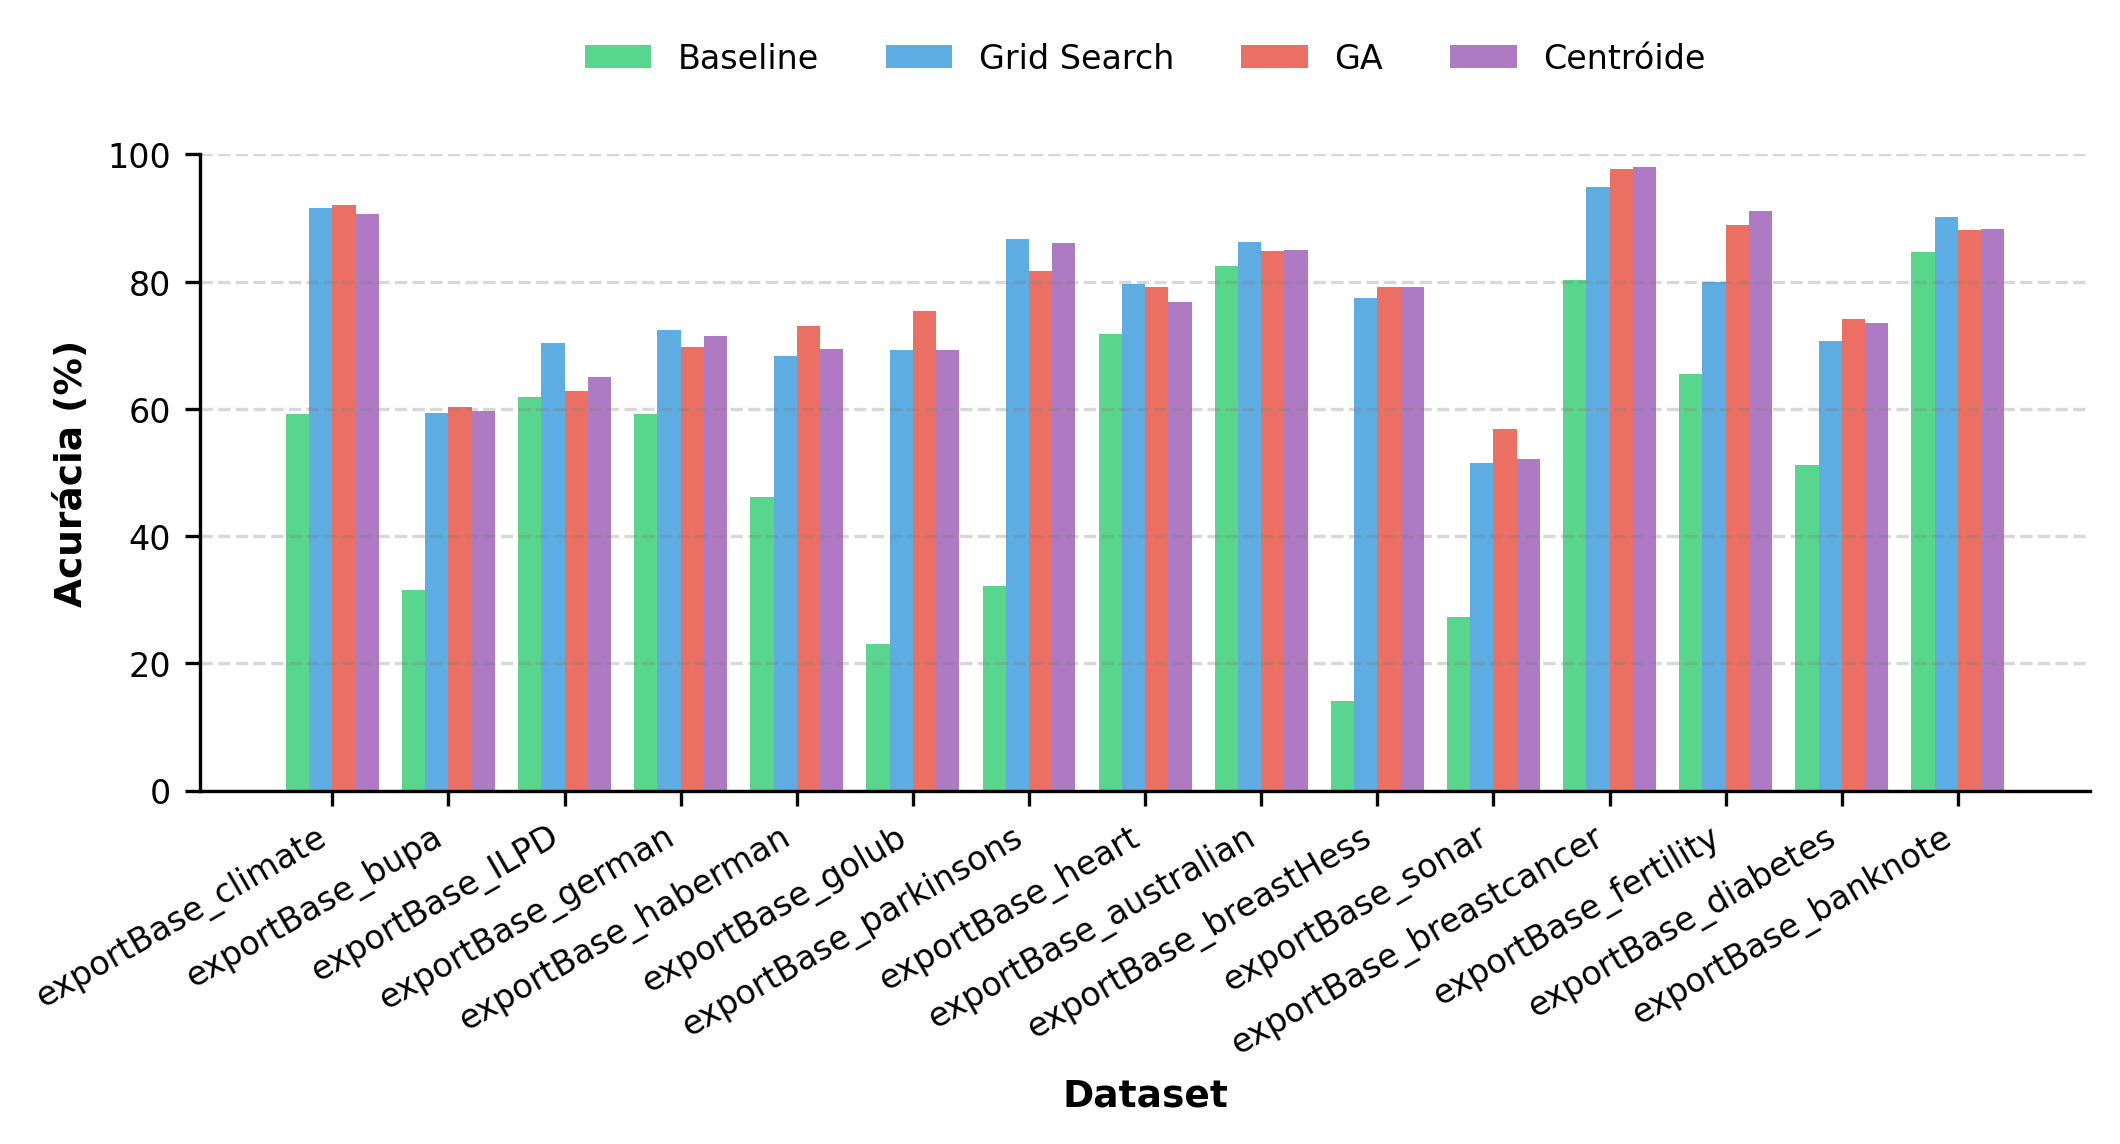 Baseline Grid Search GA Centróide
100
80
60
40
20
0
Acurácia (%)
exportBase_climate
exportBase_bupa
exportBase_ILPD
exportBase_german
exportBase_haberman
exportBase_golub
exportBase_parkinsons
exportBase_heart
exportBase_australian
exportBase_breastHess
exportBase_sonar
exportBase_breastcancer
exportBase_fertility
exportBase_diabetes
exportBase_banknote
Dataset